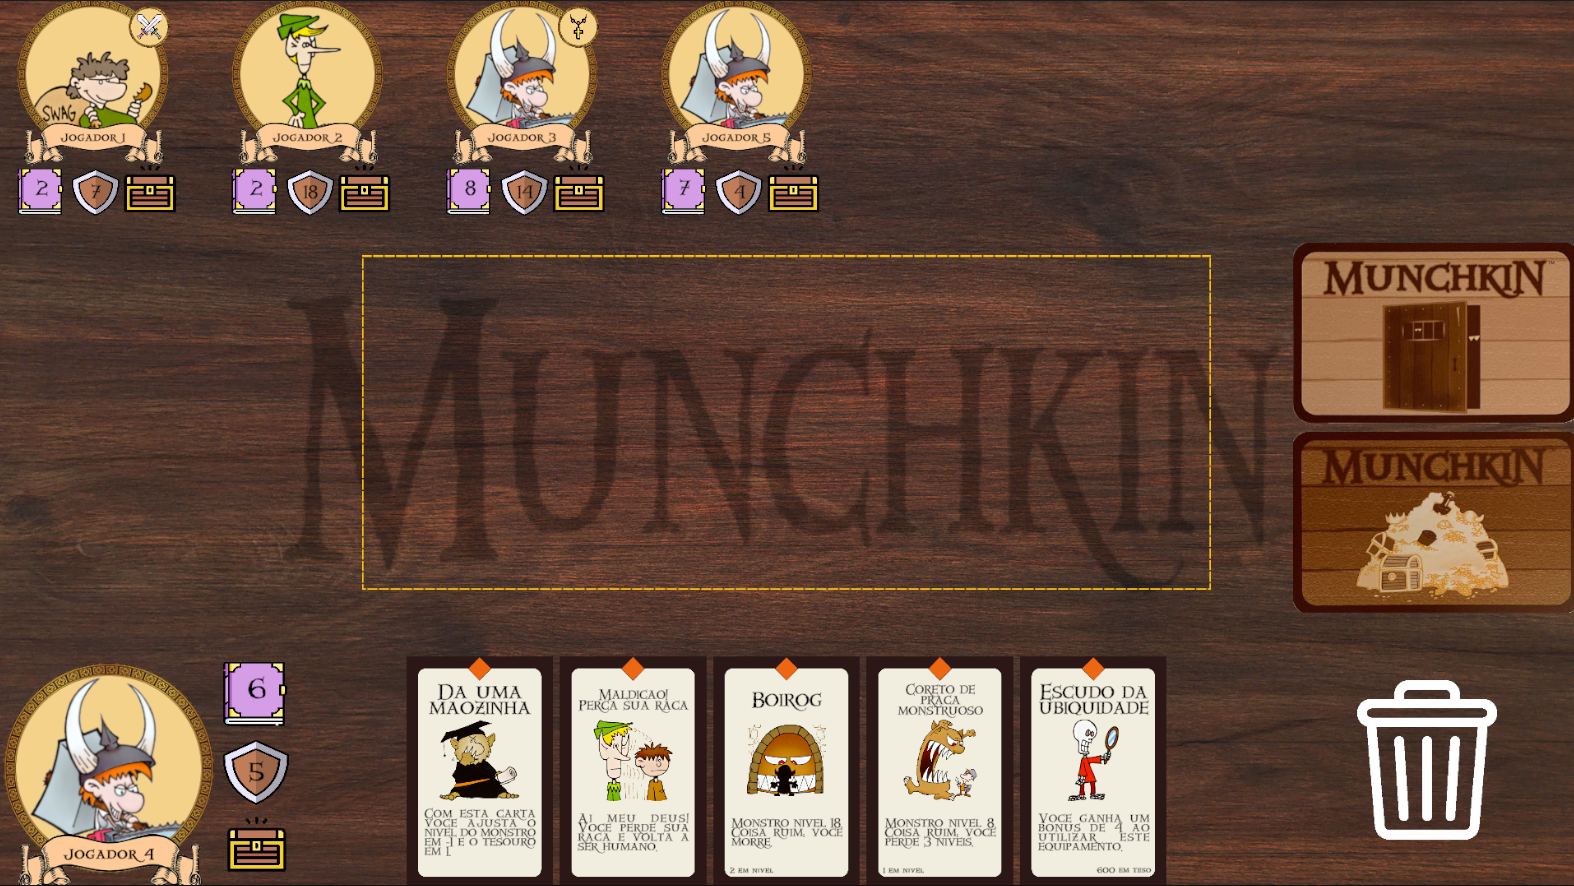 SWAG
JOGADOR 1
JOGADOR 2
JOGADOR 3
JOGADOR 5
2
7
2
18
8
14
7
4
MUNCHKIN
MUNCHKIN™
MUNCHKIN
6
5
JOGADOR 4
DA UMA
MAOZINHA
COM ESTA CARTA
VOCE AJUSTA O
NIVEL DO MONSTRO
EM -1 E O TESOURO
EM 1.
MALDICAO!
PERCA SUA RACA
AI MEU DEUS!
VOCE PERDE SUA
RACA E VOLTA A
SER HUMANO.
BOIROG
MONSTRO NIVEL 18.
COISA RUIM, VOCE
MORRE.
2 EM NIVEL
CORETO DE
PRACA
MONSTRUOSO
MONSTRO NIVEL 8.
COISA RUIM, VOCE
PERDE 3 NIVEIS.
1 EM NIVEL
ESCUDO DA
UBIQUIDADE
VOCE GANHA UM
BONUS DE 4 AO
UTILIZAR ESTE
EQUIPAMENTO.
600 EM TESO